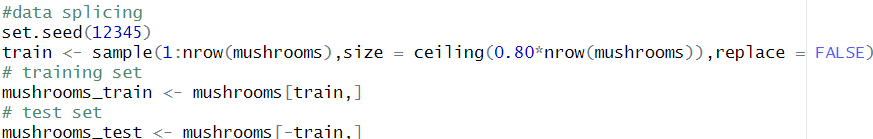 #data splicing
set.seed(12345)
train <- sample(1:nrow(mushrooms),size = ceiling(0.80*nrow(mushrooms)),replace = FALSE)
# training set
mushrooms_train <- mushrooms[train,]
# test set
mushrooms_test <- mushrooms[-train,]